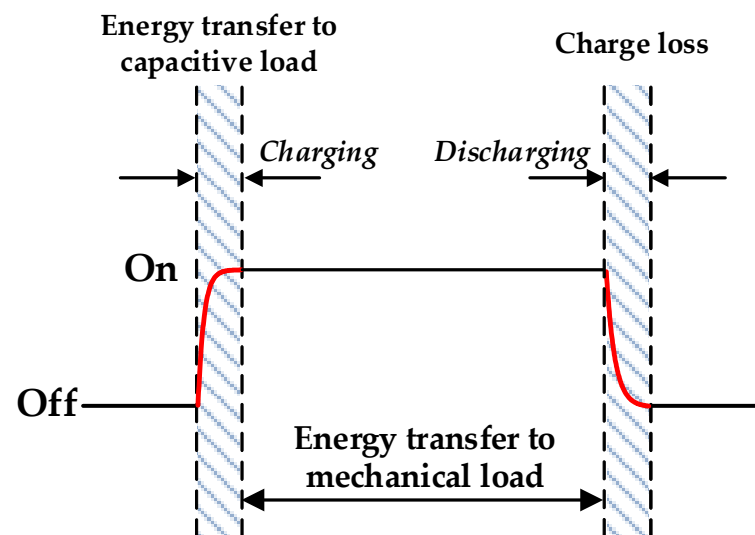 Energy transfer to
capacitive load
Charge loss
Charging
Discharging
On
Off
Energy transfer to
mechanical load